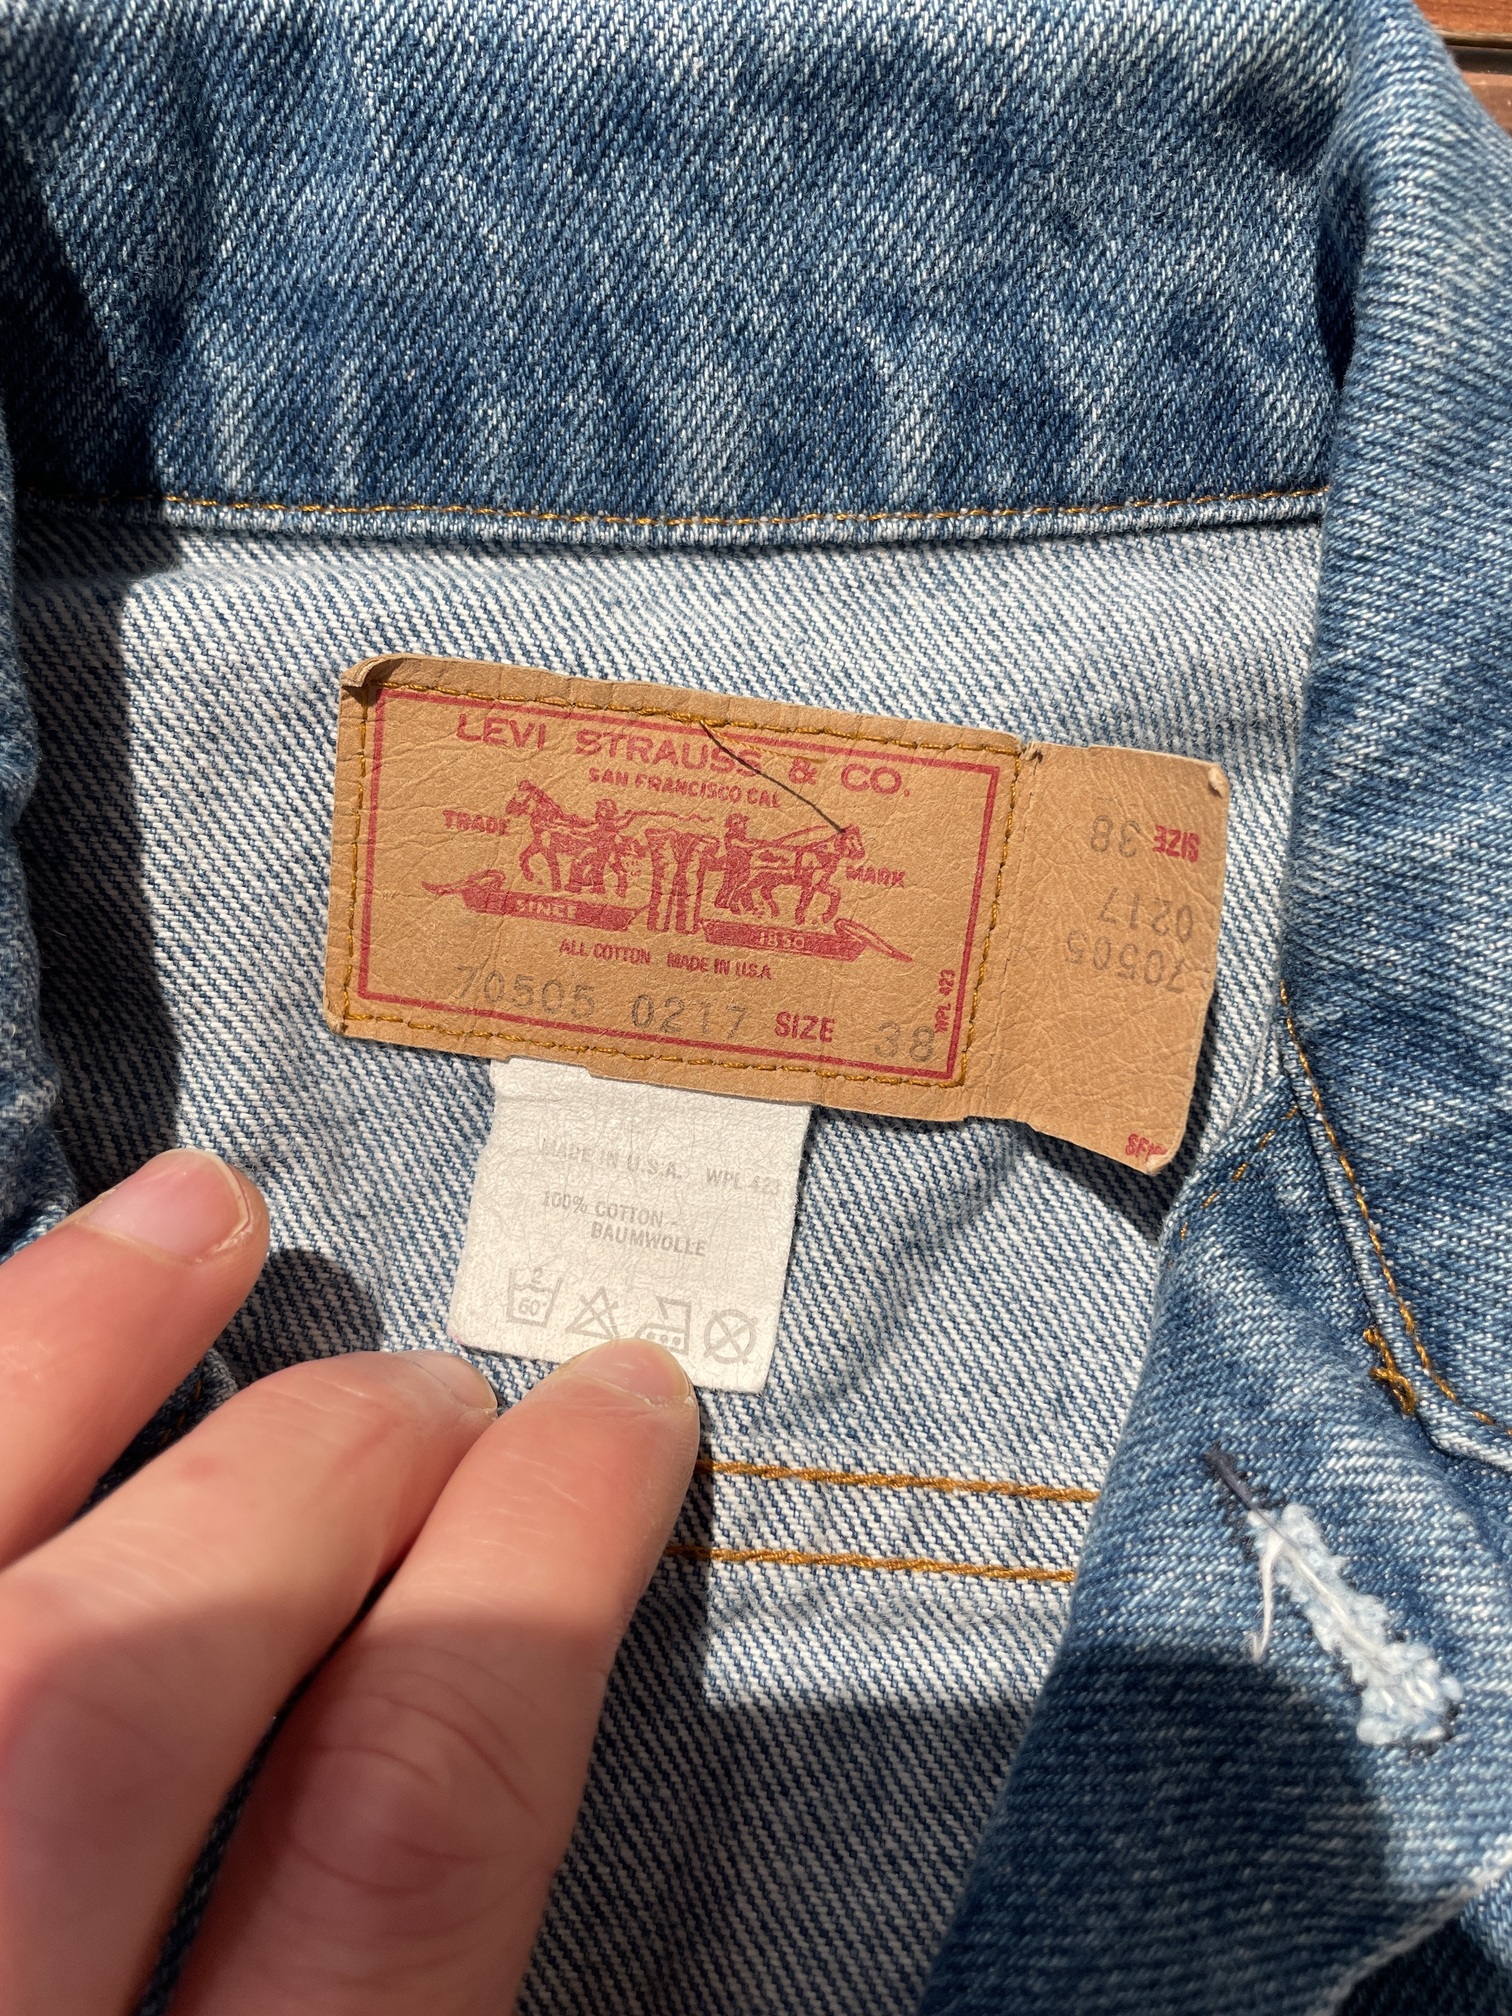 LEVI STRAUSS & CO.
SAN FRANCISCO CAL
TRADE MARK
SINCE 1850
ALL COTTON MADE IN U.S.A.
70505 0217 SIZE 38
WPL 423
SIZE 38
0217
70505
MADE IN U.S.A. WPL 423
100% COTTON -
BAUMWOLLE
60°